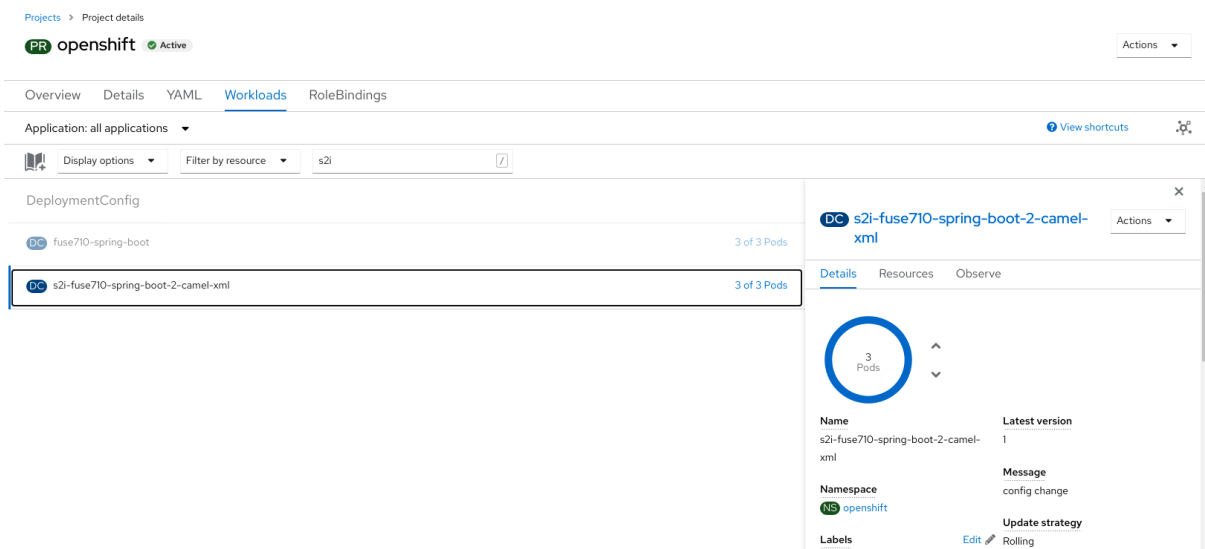 Projects > Project details
PR openshift Active
Actions
Overview Details YAML Workloads RoleBindings
Application: all applications
View shortcuts
Display options Filter by resource s2i /
DeploymentConfig
DC fuse710-spring-boot 3 of 3 Pods
DC s2i-fuse710-spring-boot-2-camel-xml 3 of 3 Pods
DC s2i-fuse710-spring-boot-2-camel-
xml
Actions
Details Resources Observe
3
Pods
Name
s2i-fuse710-spring-boot-2-camel-
xml
Namespace
NS openshift
Labels Edit
Latest version
1
Message
config change
Update strategy
Rolling